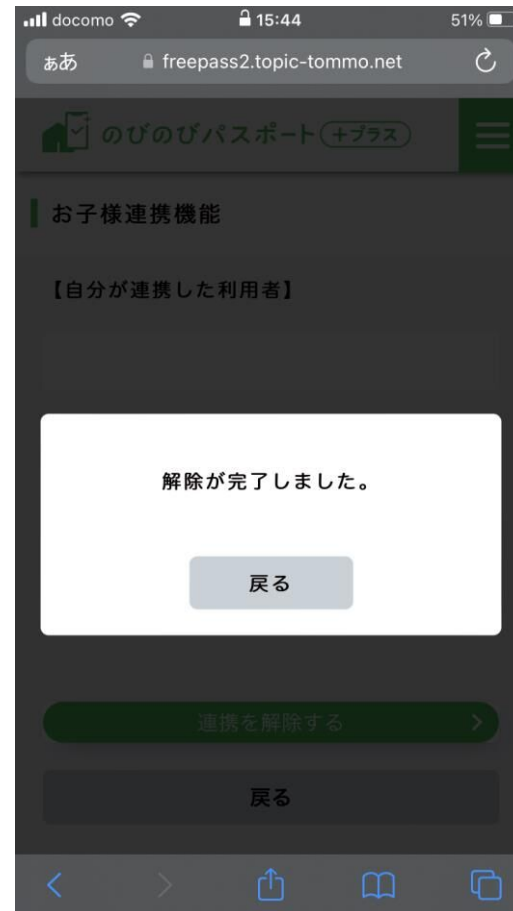 docomo 15:44 51%
ぁあ freepass2.topic-tommo.net
のびのびパスポート +プラス
お子様連携機能
【自分が連携した利用者】
解除が完了しました。
戻る
連携を解除する
戻る